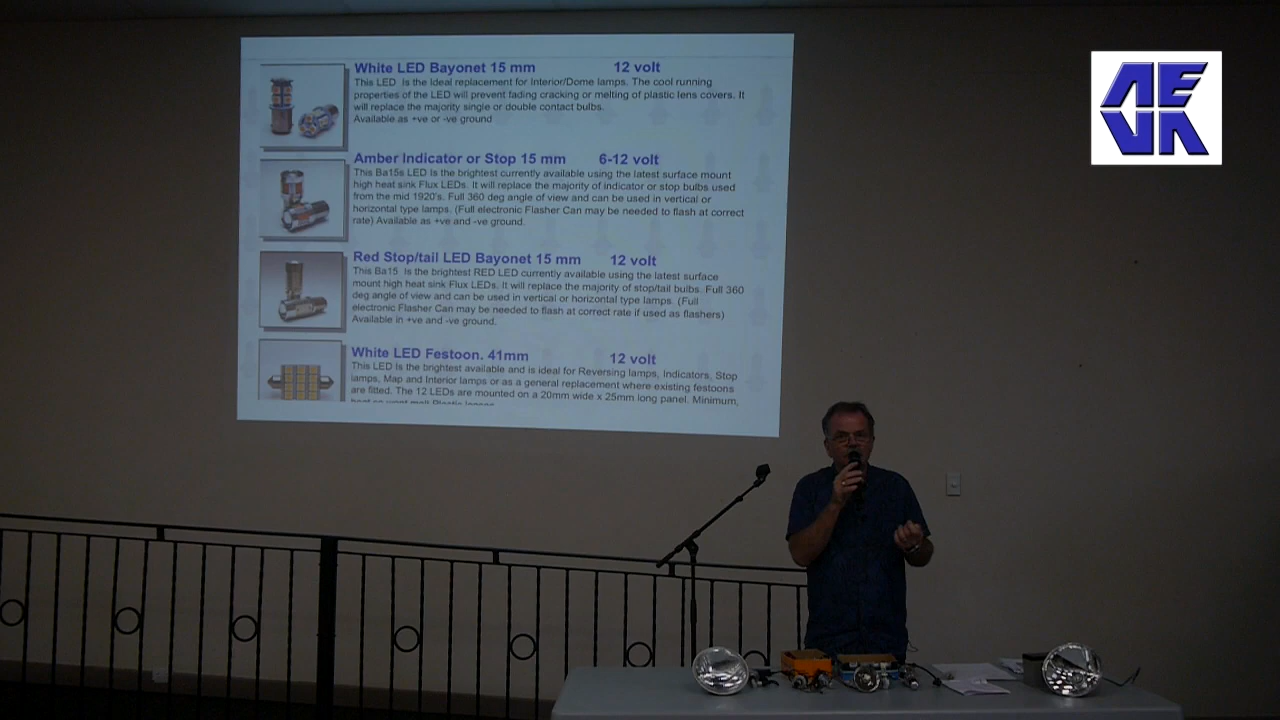 White LED Bayonet 15 mm 12 volt
This LED is the ideal replacement for Interior/Dome lamps. The cool running
properties of the LED will prevent fading cracking or melting of plastic lens covers. It
will replace the majority single or double contact bulbs.
Available as +ve or -ve ground
Amber Indicator or Stop 15 mm 6-12 volt
This Ba15s LED is the brightest currently available using the latest surface mount
high heat sink Flux LEDs. It will replace the majority of indicator or stop bulbs used
from the mid 1920's. Full 360 deg angle of view and can be used in vertical or
horizontal type lamps. (Full electronic Flasher Can may be needed to flash at correct
rate) Available as +ve and -ve ground.
Red Stop/tail LED Bayonet 15 mm 12 volt
This Ba15 is the brightest RED LED currently available using the latest surface
mount high heat sink Flux LEDs. It will replace the majority of stop/tail bulbs. Full 360
deg angle of view and can be used in vertical or horizontal type lamps. (Full
electronic Flasher Can may be needed to flash at correct rate if used as flashers)
Available in +ve and -ve ground.
White LED Festoon. 41mm 12 volt
This LED is the brightest available and is ideal for Reversing lamps, Indicators, Stop
lamps, Map and Interior lamps or as a general replacement where existing festoons
are fitted. The 12 LEDs are mounted on a 20mm wide x 25mm long panel. Minimum,